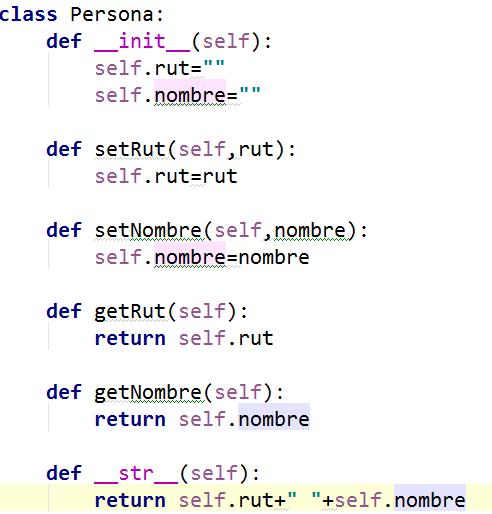 class Persona:
    def __init__(self):
        self.rut=""
        self.nombre=""

    def setRut(self,rut):
        self.rut=rut

    def setNombre(self,nombre):
        self.nombre=nombre

    def getRut(self):
        return self.rut

    def getNombre(self):
        return self.nombre

    def __str__(self):
        return self.rut+" "+self.nombre